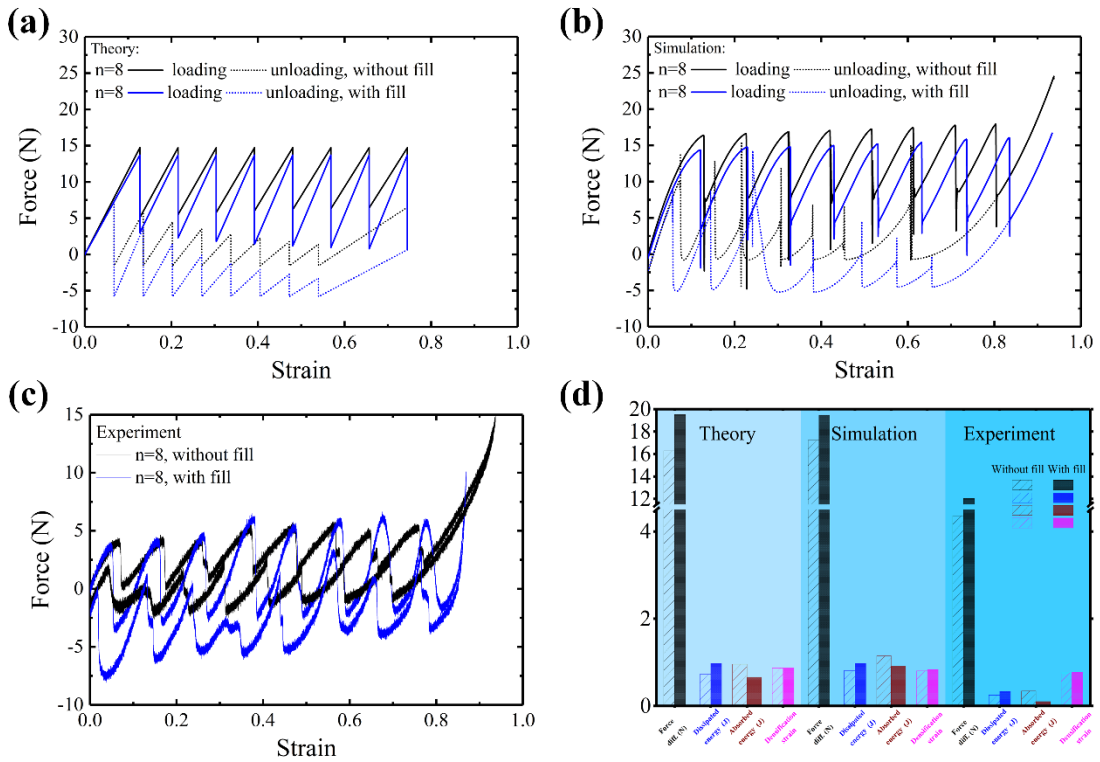 (a)
30
25
20
15
10
5
0
-5
-10
Force (N)
Theory:
n=8 loading unloading, without fill
n=8 loading unloading, with fill
0.0 0.2 0.4 0.6 0.8 1.0
Strain
(b)
30
25
20
15
10
5
0
-5
-10
Force (N)
Simulation:
n=8 loading unloading, without fill
n=8 loading unloading, with fill
0.0 0.2 0.4 0.6 0.8 1.0
Strain
(c)
15
10
5
0
-5
-10
Force (N)
Experiment
n=8, without fill
n=8, with fill
0.0 0.2 0.4 0.6 0.8 1.0
Strain
(d)
20
18
16
14
12
4
2
0
Theory Simulation Experiment
Without fill With fill
Force
diff. (N)
Dissipated
energy (J)
Absorbed
energy (J)
Densification
strain
Force
diff. (N)
Dissipated
energy (J)
Absorbed
energy (J)
Densification
strain
Force
diff. (N)
Dissipated
energy (J)
Absorbed
energy (J)
Densification
strain